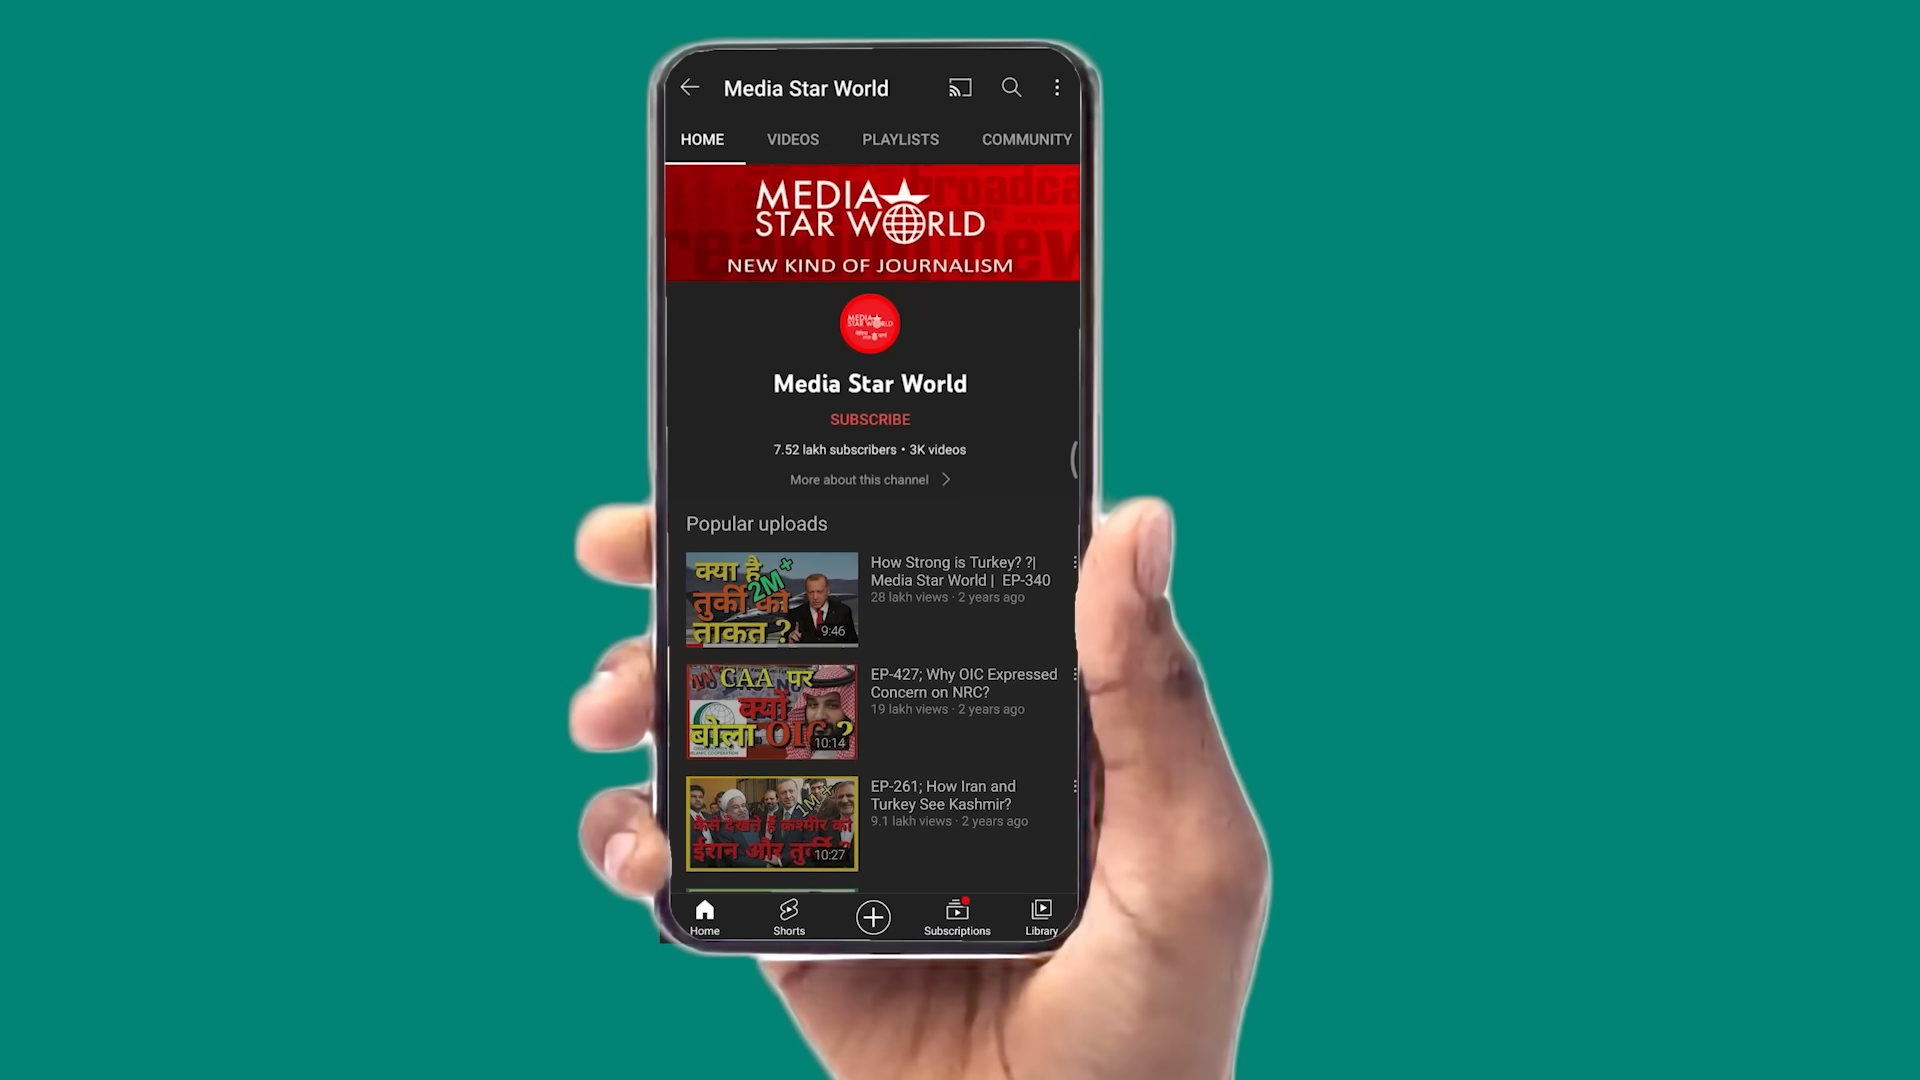 Media Star World
HOME VIDEOS PLAYLISTS COMMUNITY
MEDIA
STAR WORLD
NEW KIND OF JOURNALISM
MEDIA
STAR WORLD
Media Star World
SUBSCRIBE
7.52 lakh subscribers • 3K videos
More about this channel
Popular uploads
क्या है
2M+
तुर्की की
ताकत ?
9:46
How Strong is Turkey? ?|
Media Star World | EP-340
28 lakh views · 2 years ago
CAA पर
क्यों
बोला OIC ?
10:14
EP-427; Why OIC Expressed
Concern on NRC?
19 lakh views · 2 years ago
1M+
कैसे देखते हैं कश्मीर को
ईरान और
10:27
EP-261; How Iran and
Turkey See Kashmir?
9.1 lakh views · 2 years ago
Home Shorts Subscriptions Library